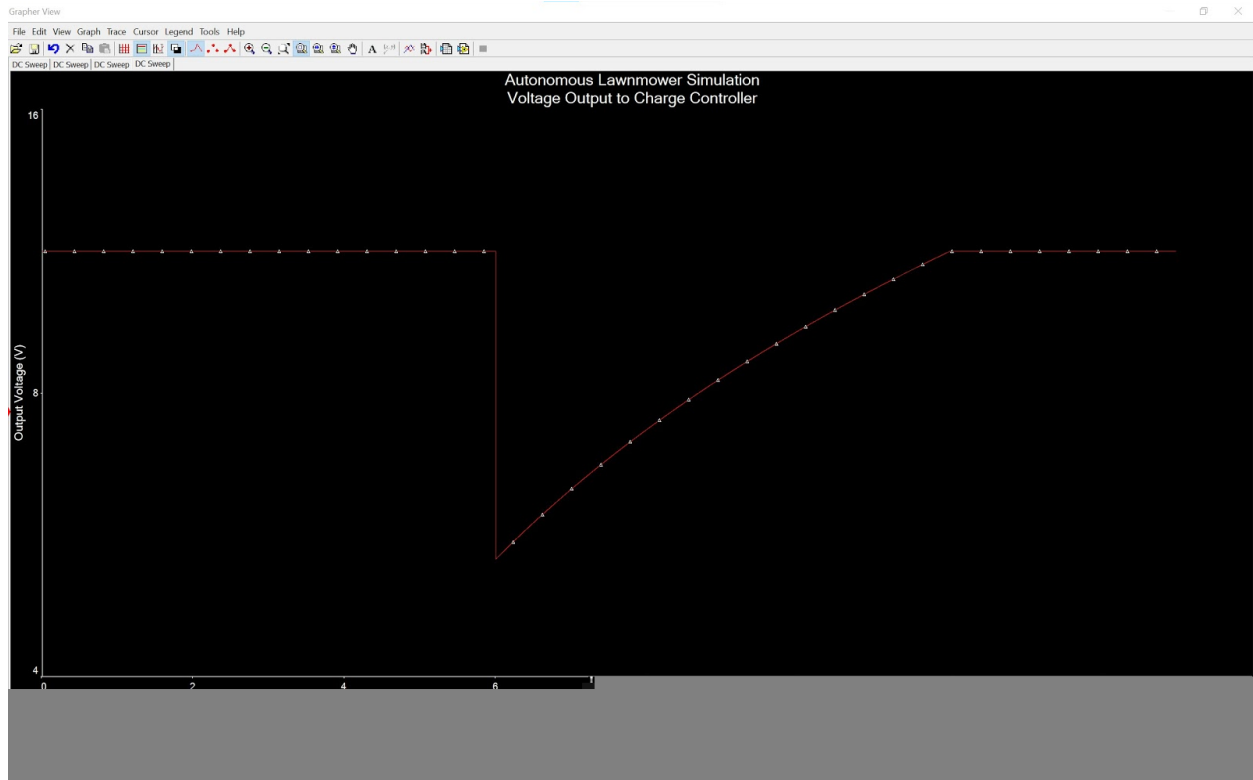 Grapher View
File Edit View Graph Trace Cursor Legend Tools Help
DC Sweep DC Sweep DC Sweep DC Sweep
Autonomous Lawnmower Simulation
Voltage Output to Charge Controller
16
Output Voltage (V)
8
4
0 2 4 6